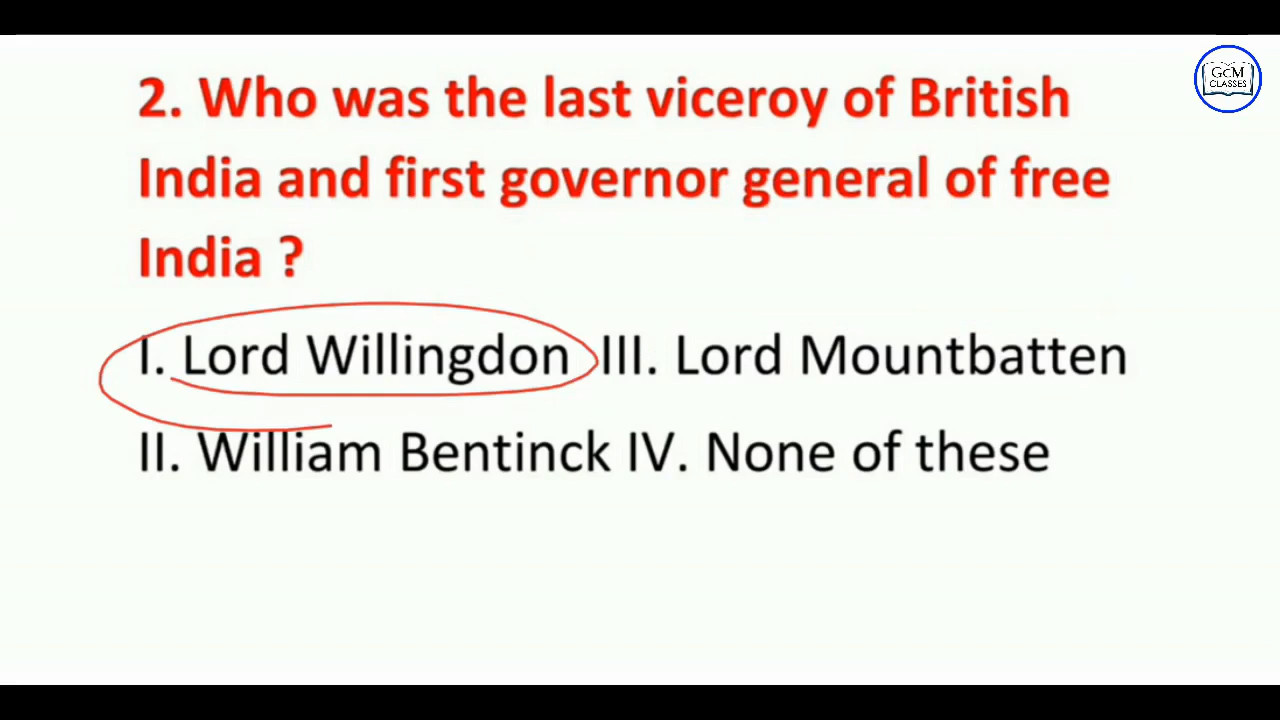 GCM
CLASSES
2. Who was the last viceroy of British
India and first governor general of free
India ?
I. Lord Willingdon III. Lord Mountbatten
II. William Bentinck IV. None of these